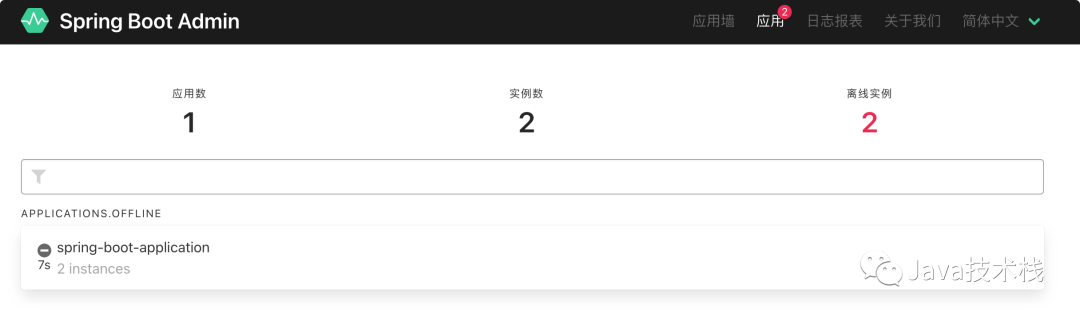 Spring Boot Admin 应用墙 应用 2 日志报表 关于我们 简体中文
应用数 实例数 离线实例
1 2 2
APPLICATIONS.OFFLINE
spring-boot-application
7s 2 instances
Java技术栈